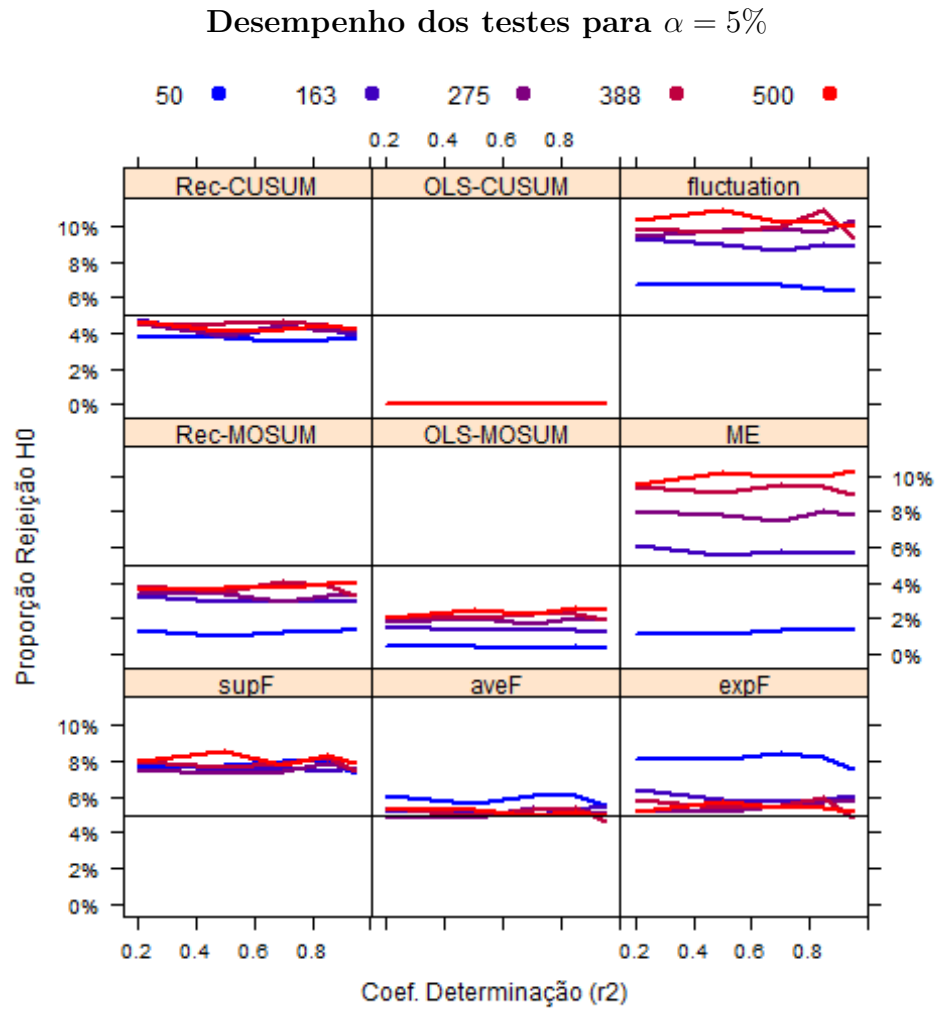 Desempenho dos testes para α = 5%
50 163 275 388 500
0.2 0.4 0.6 0.8
Rec-CUSUM OLS-CUSUM fluctuation
10%
8%
6%
4%
2%
0%
Rec-MOSUM OLS-MOSUM ME
10%
8%
6%
4%
2%
0%
supF aveF expF
10%
8%
6%
4%
2%
0%
0.2 0.4 0.6 0.8 0.2 0.4 0.6 0.8
Proporção Rejeição H0
Coef. Determinação (r2)